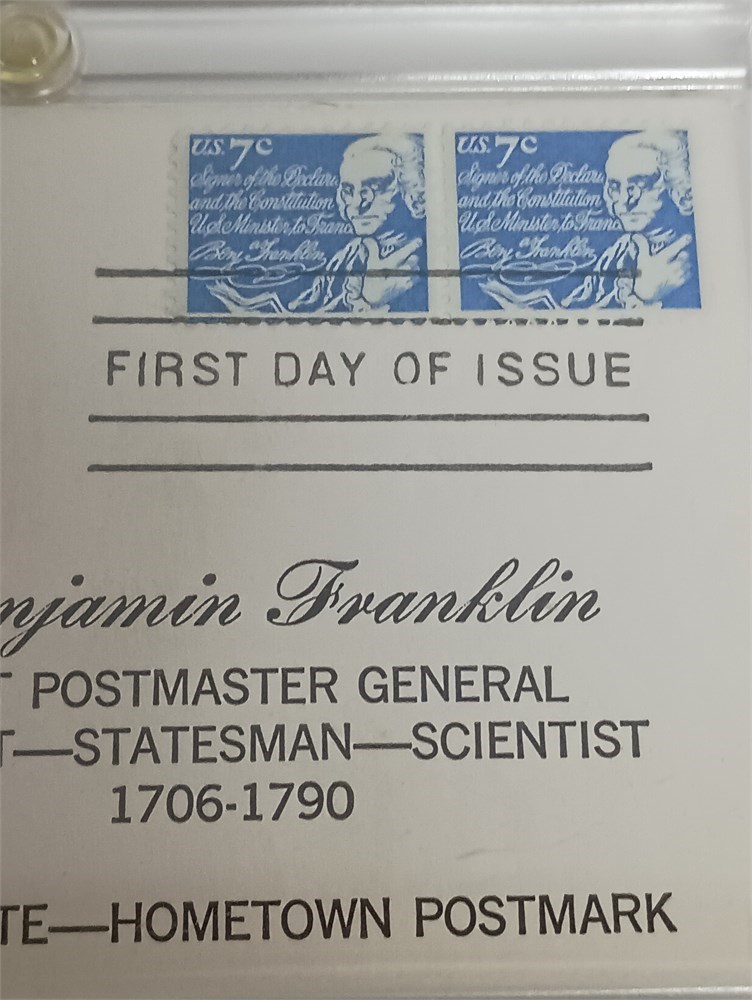 U.S. 7c
Signer of the Declara
and the Constitution
U.S. Minister to Franc
Benj Franklin
U.S. 7c
Signer of the Declara
and the Constitution
U.S. Minister to Franc
Benj Franklin
FIRST DAY OF ISSUE
njamin Franklin
T POSTMASTER GENERAL
T—STATESMAN—SCIENTIST
1706-1790
TE—HOMETOWN POSTMARK